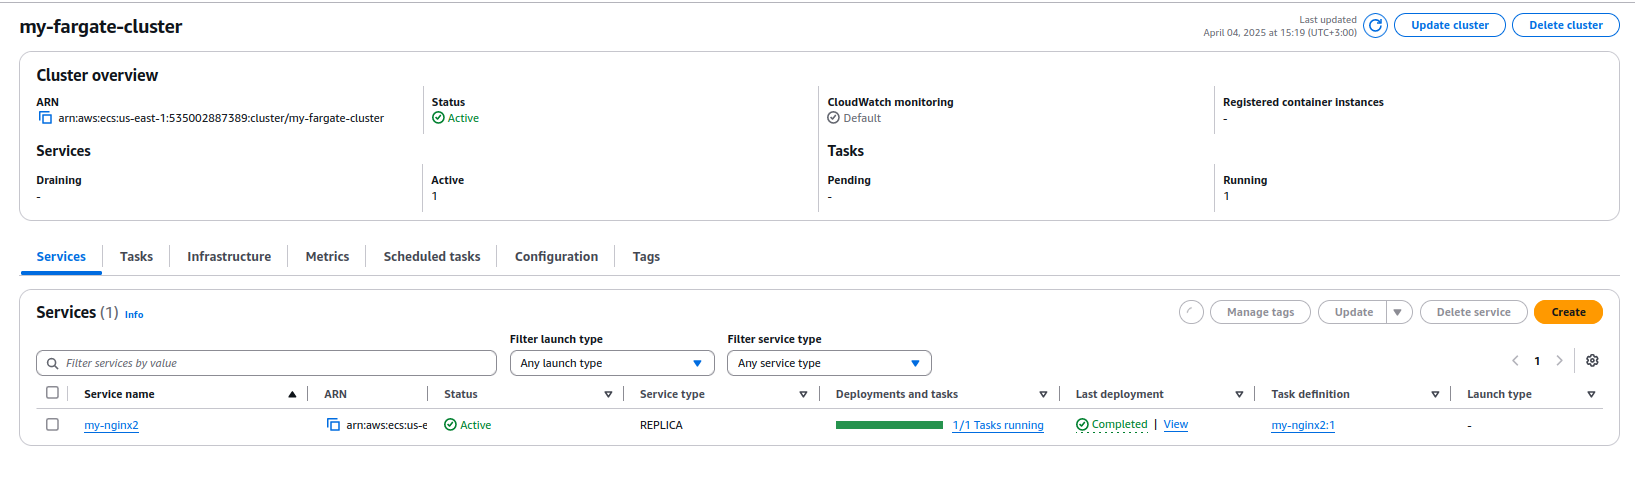 my-fargate-cluster
Last updated
April 04, 2025 at 15:19 (UTC+3:00)
Update cluster
Delete cluster
Cluster overview
ARN
arn:aws:ecs:us-east-1:535002887389:cluster/my-fargate-cluster
Status
Active
CloudWatch monitoring
Default
Registered container instances
-
Services
Tasks
Draining
-
Active
1
Pending
-
Running
1
Services
Tasks
Infrastructure
Metrics
Scheduled tasks
Configuration
Tags
Services (1) Info
Manage tags
Update
Delete service
Create
Filter launch type
Filter service type
Filter services by value
Any launch type
Any service type
1
Service name
ARN
Status
Service type
Deployments and tasks
Last deployment
Task definition
Launch type
my-nginx2
arn:aws:ecs:us-e
Active
REPLICA
1/1 Tasks running
Completed | View
my-nginx2:1
-